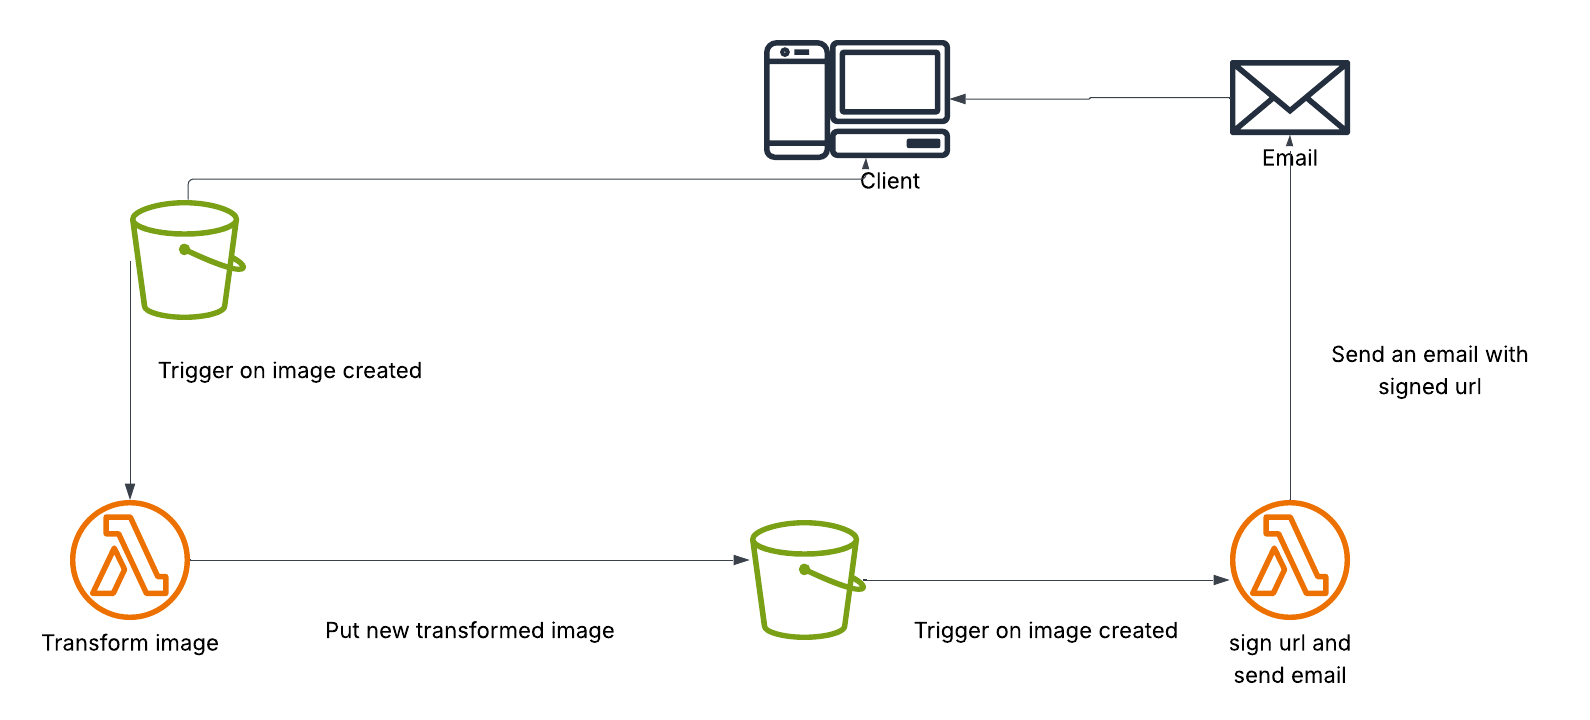 Client
Email
Trigger on image created
Send an email with
signed url
Transform image
Put new transformed image
Trigger on image created
sign url and
send email